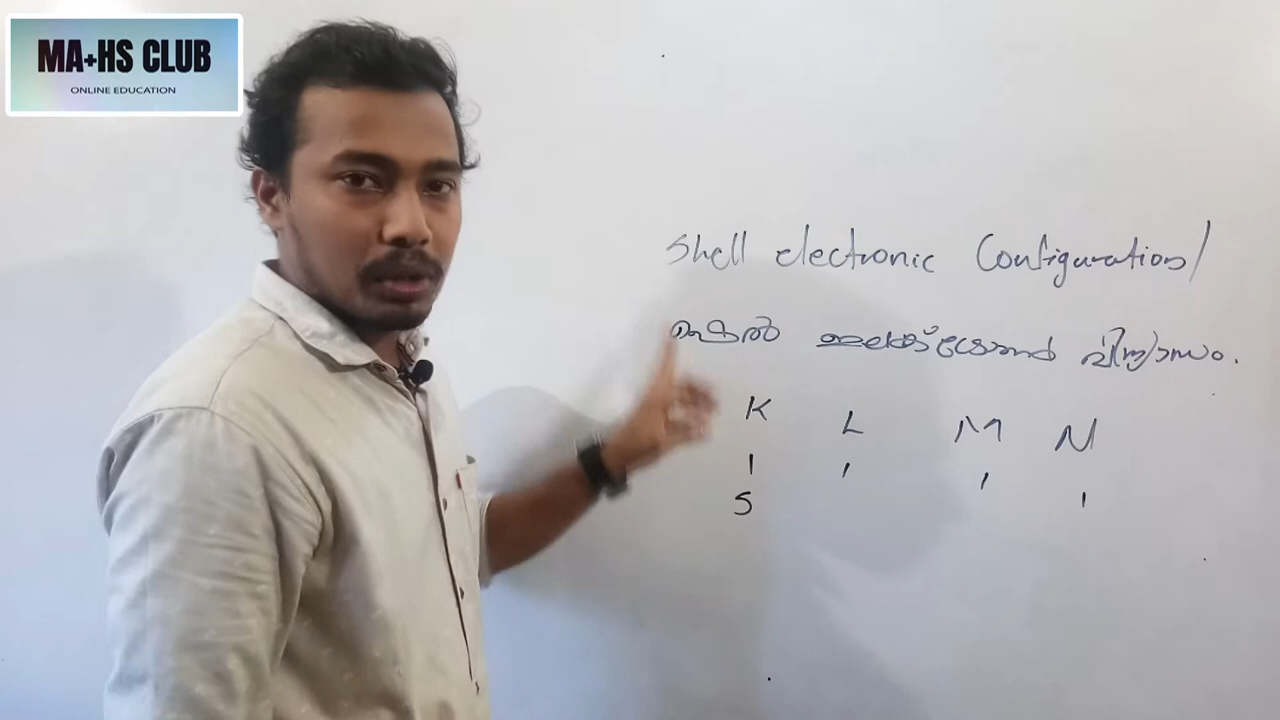 MA+HS CLUB
ONLINE EDUCATION
Shell electronic Configuration/
ഷെൽ ഇലക്ട്രോൺ വിന്യാസം.
K L M N
S